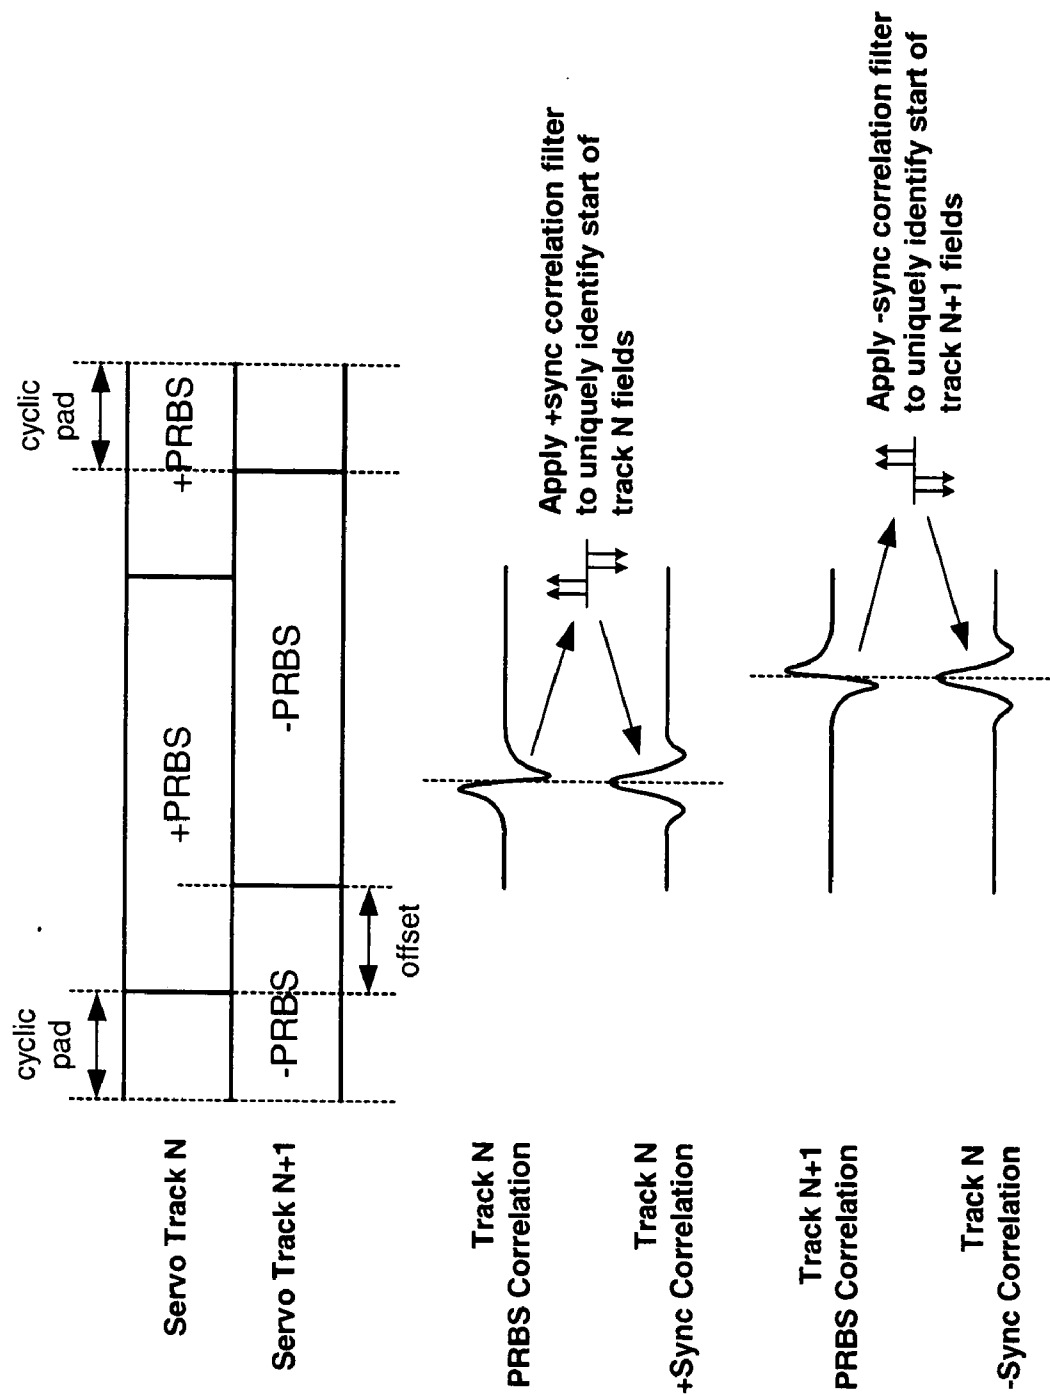 cyclic
pad
cyclic
pad
Servo Track N
+PRBS
+PRBS
Servo Track N+1
-PRBS
-PRBS
offset
Track N
PRBS Correlation
Apply +sync correlation filter
to uniquely identify start of
track N fields
Track N
+Sync Correlation
Track N+1
PRBS Correlation
Apply -sync correlation filter
to uniquely identify start of
track N+1 fields
Track N
-Sync Correlation